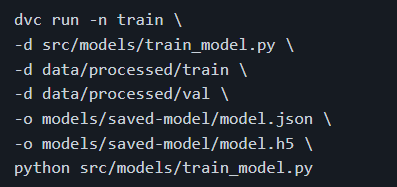 dvc run -n train \
-d src/models/train_model.py \
-d data/processed/train \
-d data/processed/val \
-o models/saved-model/model.json \
-o models/saved-model/model.h5 \
python src/models/train_model.py